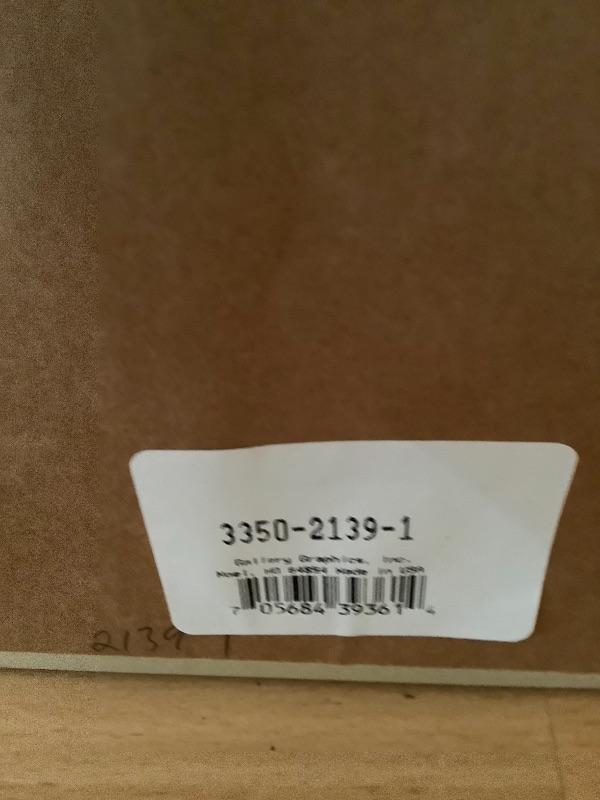 3350-2139-1
Gallery Graphics, Inc.
Noel, MO 64854 Made in USA
7 05684 39361 4
2139 1